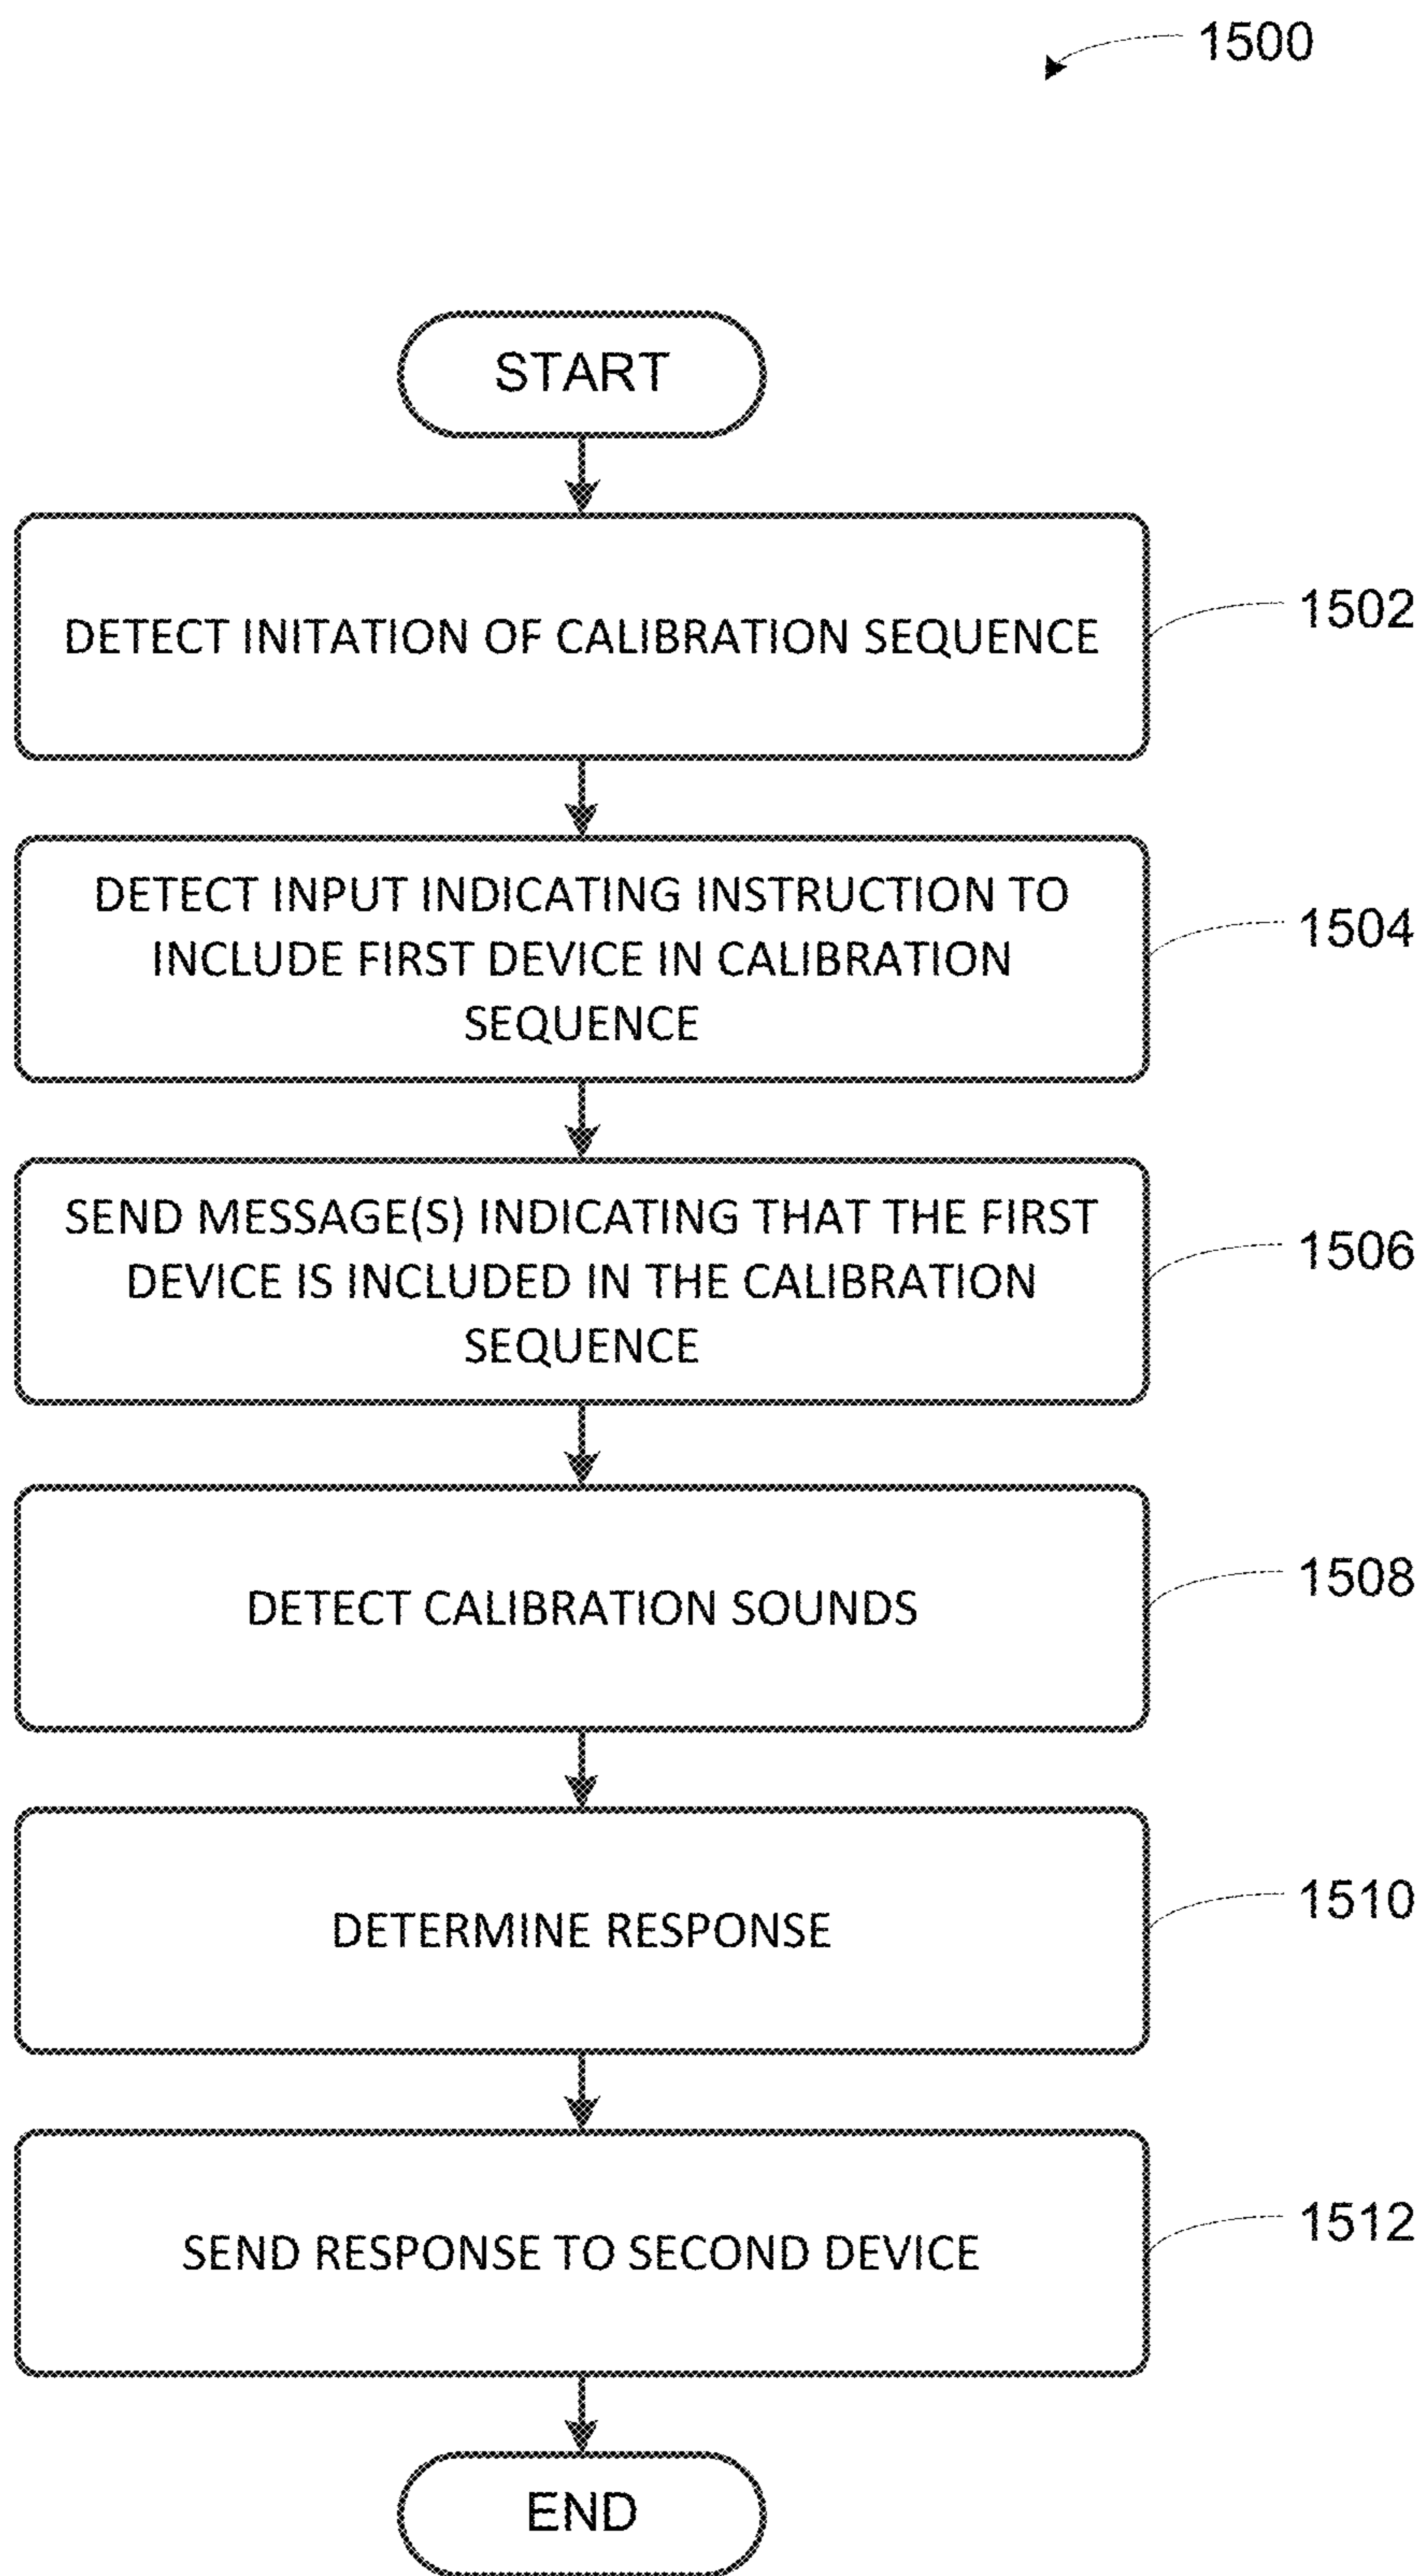 1500
START
DETECT INITATION OF CALIBRATION SEQUENCE
1502
DETECT INPUT INDICATING INSTRUCTION TO
INCLUDE FIRST DEVICE IN CALIBRATION
SEQUENCE
1504
SEND MESSAGE(S) INDICATING THAT THE FIRST
DEVICE IS INCLUDED IN THE CALIBRATION
SEQUENCE
1506
DETECT CALIBRATION SOUNDS
1508
DETERMINE RESPONSE
1510
SEND RESPONSE TO SECOND DEVICE
1512
END